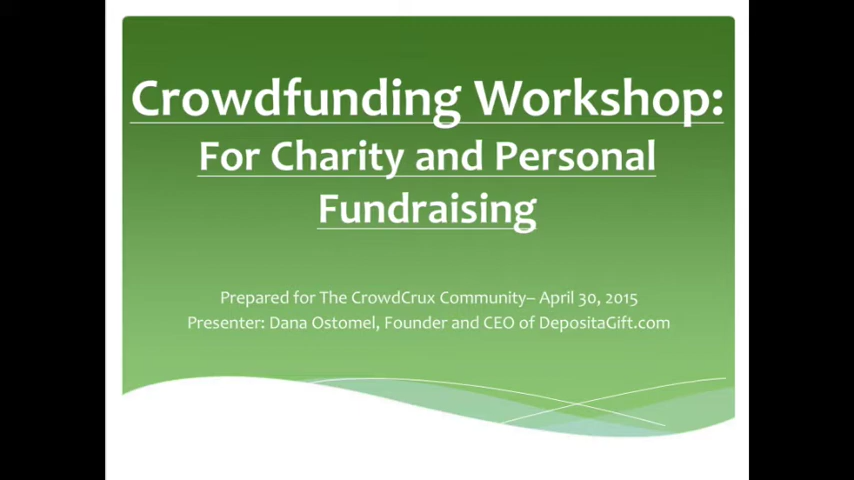 Crowdfunding Workshop:
For Charity and Personal
Fundraising
Prepared for The CrowdCrux Community– April 30, 2015
Presenter: Dana Ostomel, Founder and CEO of DepositaGift.com